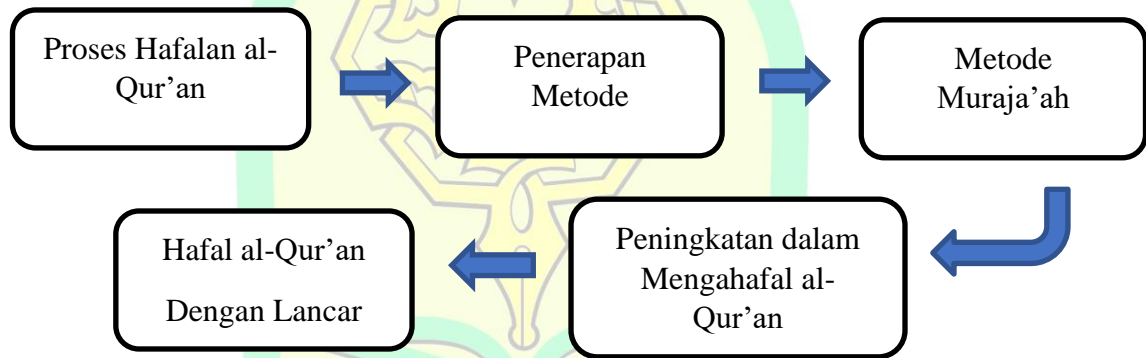 Proses Hafalan al-
Qur’an
Penerapan
Metode
Metode
Muraja’ah
Peningkatan dalam
Mengahafal al-
Qur’an
Hafal al-Qur’an
Dengan Lancar